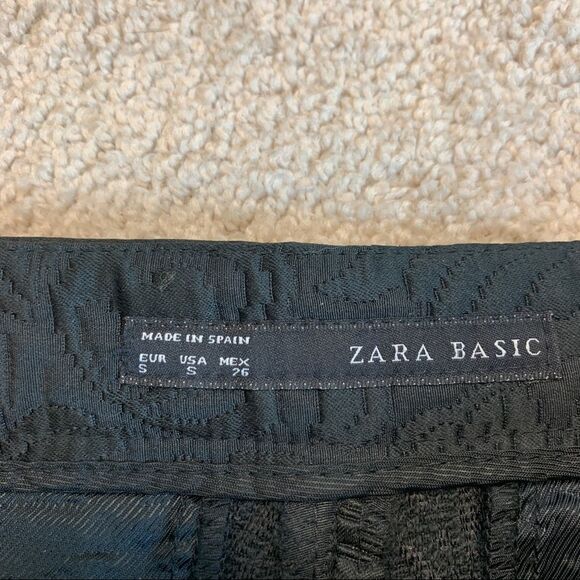 MADE IN SPAIN
EUR USA MEX
S S 26
ZARA BASIC